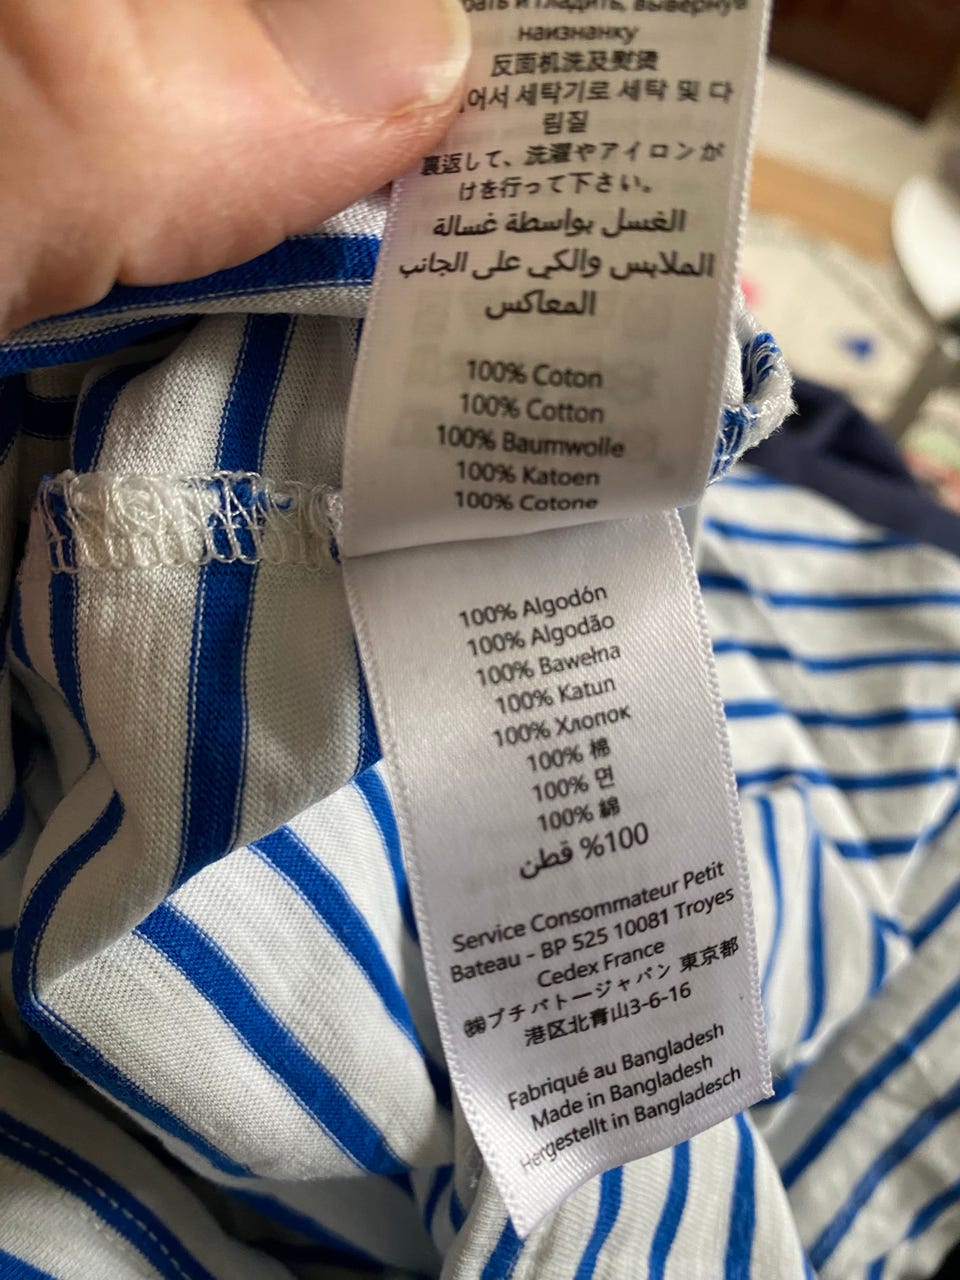 и гладить, вывернув
наизнанку
反面机洗及熨烫
어서 세탁기로 세탁 및 다
림질
裏返して、洗濯やアイロンが
けを行って下さい。
الغسل بواسطة غسالة
الملابس والكي على الجانب
المعاكس
100% Coton
100% Cotton
100% Baumwolle
100% Katoen
100% Cotone
100% Algodón
100% Algodão
100% Bawełna
100% Katun
100% Хлопок
100% 棉
100% 면
100% 綿
%100 قطن
Service Consommateur Petit
Bateau - BP 525 10081 Troyes
Cedex France
㈱プチバトージャパン 東京都
港区北青山3-6-16
Fabriqué au Bangladesh
Made in Bangladesh
Hergestellt in Bangladesch